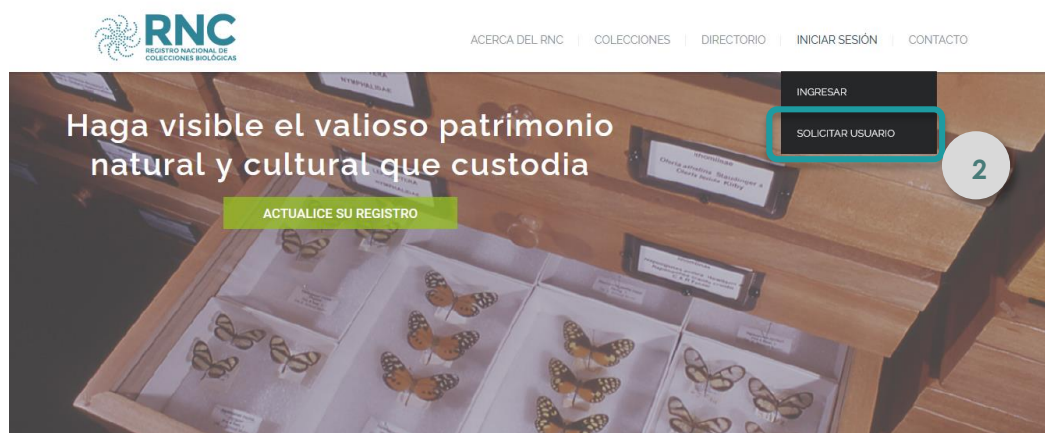 RNC
REGISTRO NACIONAL DE
COLECCIONES BIOLÓGICAS
ACERCA DEL RNC
COLECCIONES
DIRECTORIO
INICIAR SESIÓN
CONTACTO
INGRESAR
SOLICITAR USUARIO
2
Haga visible el valioso patrimonio
natural y cultural que custodia
ACTUALICE SU REGISTRO
NYMPHALIDAE